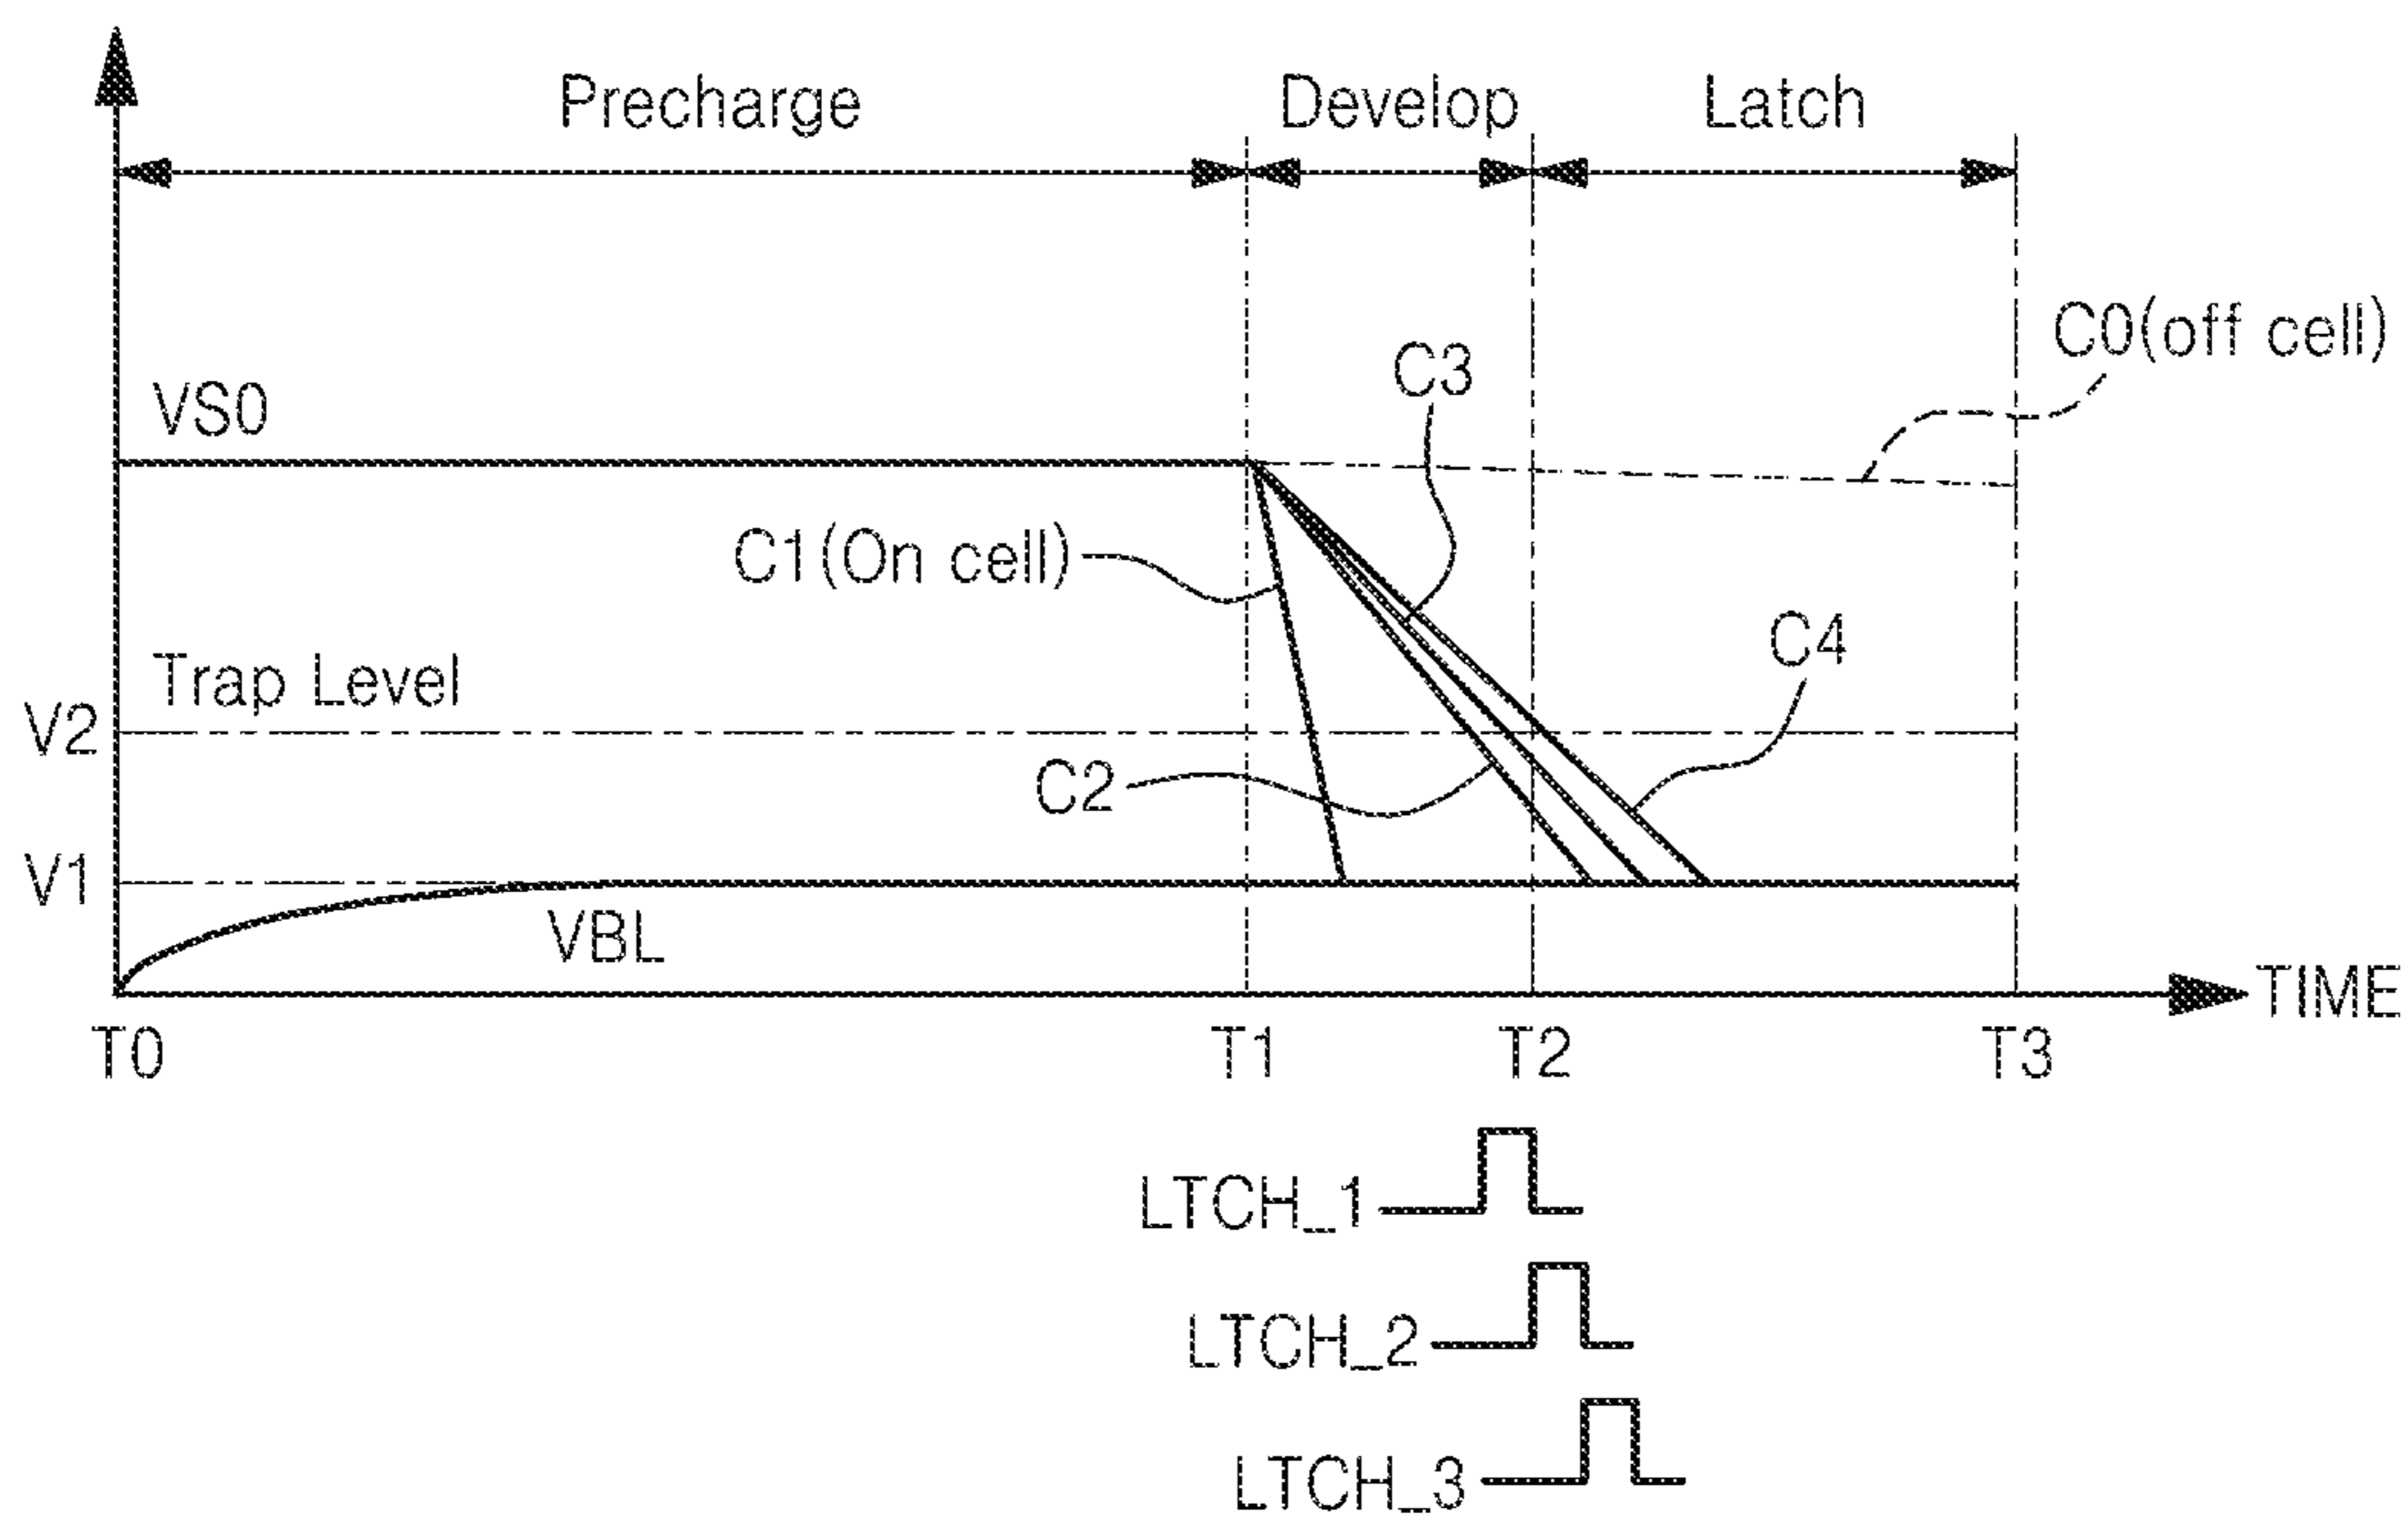 Precharge
Develop
Latch
C0(off cell)
C3
VS0
C1(On cell)
C4
Trap Level
V2
C2
V1
VBL
TIME
T0
T1
T2
T3
LTCH_1
LTCH_2
LTCH_3